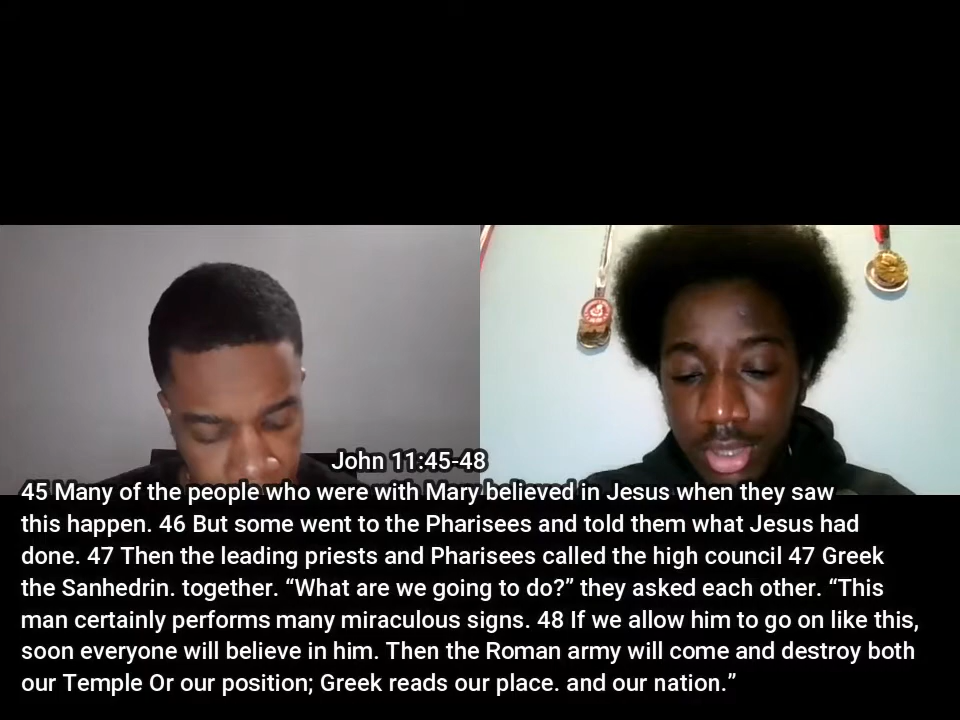 John 11:45-48
45 Many of the people who were with Mary believed in Jesus when they saw
this happen. 46 But some went to the Pharisees and told them what Jesus had
done. 47 Then the leading priests and Pharisees called the high council 47 Greek
the Sanhedrin. together. “What are we going to do?” they asked each other. “This
man certainly performs many miraculous signs. 48 If we allow him to go on like this,
soon everyone will believe in him. Then the Roman army will come and destroy both
our Temple Or our position; Greek reads our place. and our nation.”